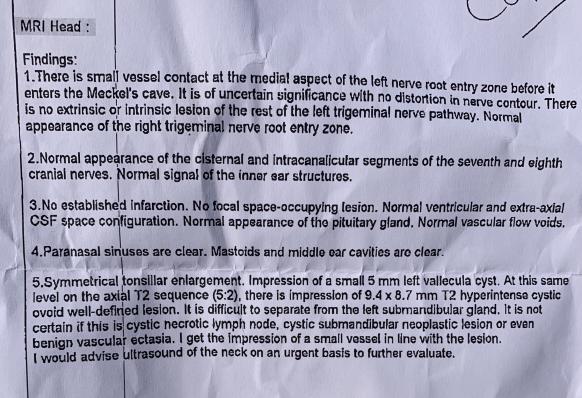 MRI Head :
Findings:
1.There is small vessel contact at the medial aspect of the left nerve root entry zone before it
enters the Meckel's cave. It is of uncertain significance with no distortion in nerve contour. There
is no extrinsic or intrinsic lesion of the rest of the left trigeminal nerve pathway. Normal
appearance of the right trigeminal nerve root entry zone.
2.Normal appearance of the cisternal and intracanalicular segments of the seventh and eighth
cranial nerves. Normal signal of the inner ear structures.
3.No established infarction. No focal space-occupying lesion. Normal ventricular and extra-axial
CSF space configuration. Normal appearance of the pituitary gland. Normal vascular flow voids.
4.Paranasal sinuses are clear. Mastoids and middle ear cavities are clear.
5.Symmetrical tonsillar enlargement. Impression of a small 5 mm left vallecula cyst. At this same
level on the axial T2 sequence (5:2), there is impression of 9.4 x 8.7 mm T2 hyperintense cystic
ovoid well-defined lesion. It is difficult to separate from the left submandibular gland. It is not
certain if this is cystic necrotic lymph node, cystic submandibular neoplastic lesion or even
benign vascular ectasia. I get the impression of a small vessel in line with the lesion.
I would advise ultrasound of the neck on an urgent basis to further evaluate.